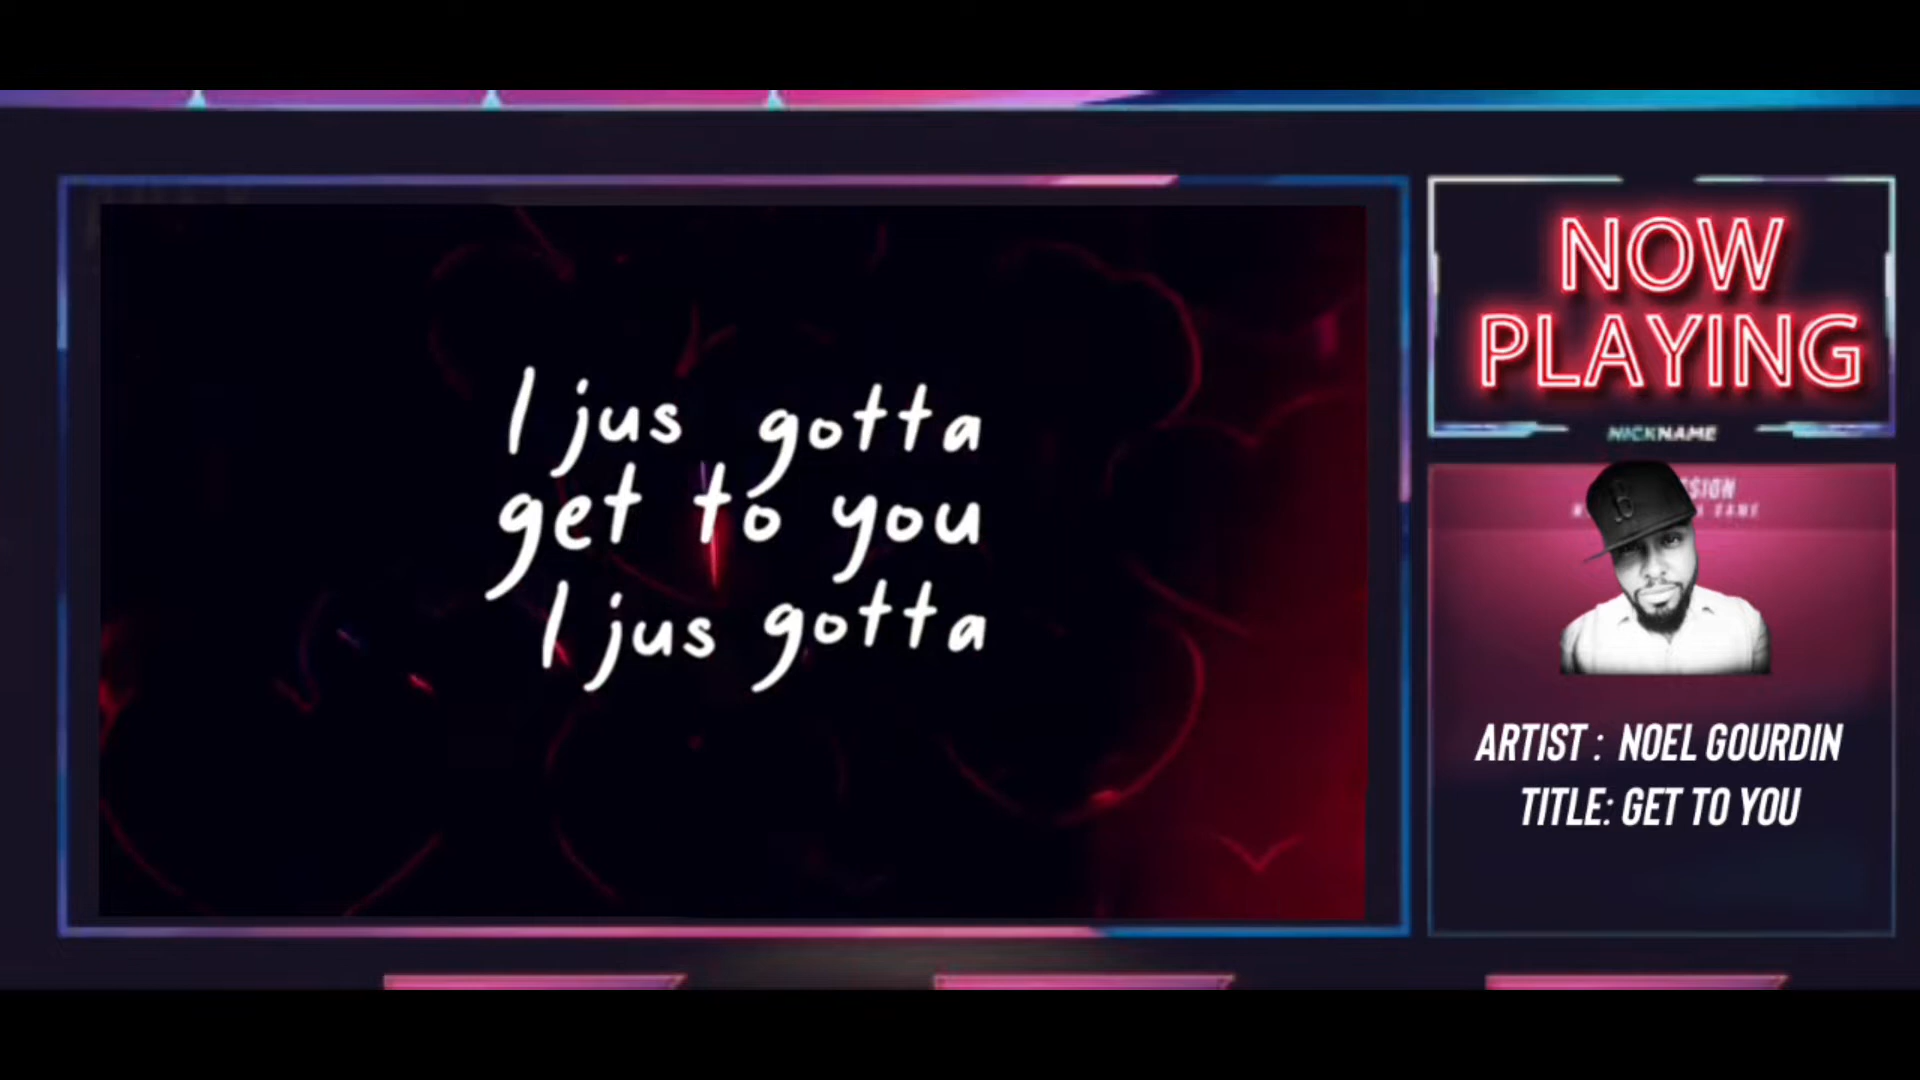 I jus gotta
get to you
I jus gotta
NOW
PLAYING
NICKNAME
ARTIST : NOEL GOURDIN
TITLE: GET TO YOU